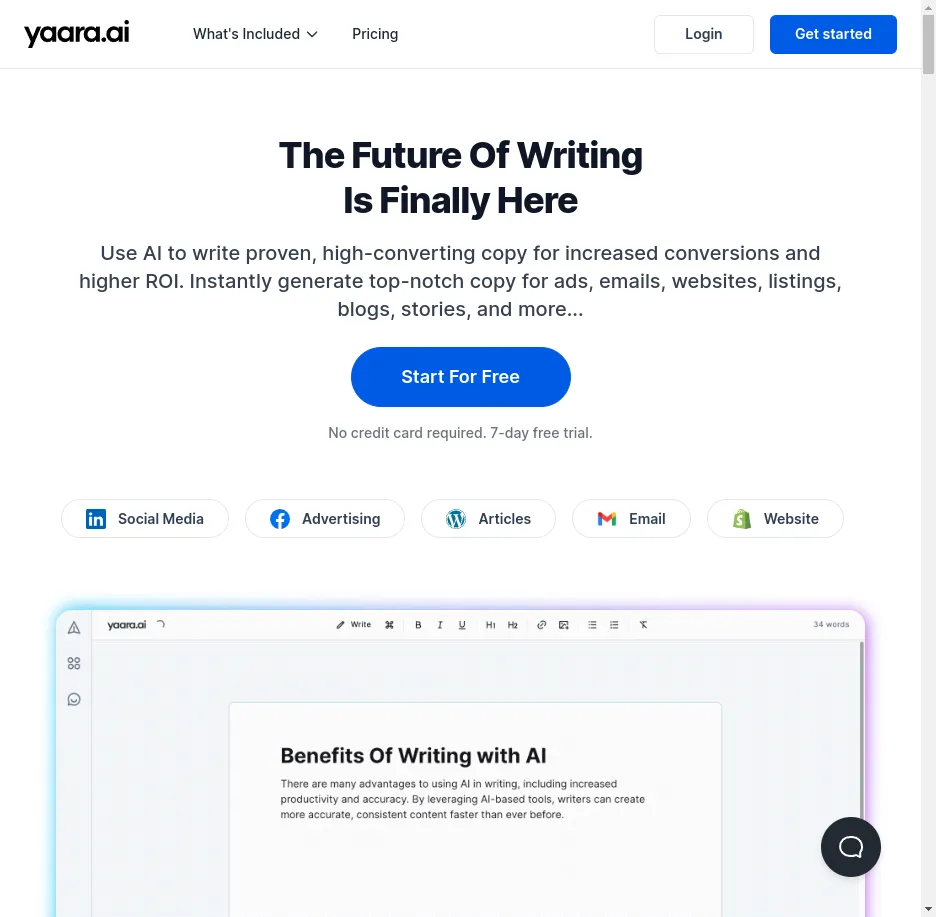 yaara.ai
What's Included
Pricing
Login
Get started
The Future Of Writing
Is Finally Here
Use AI to write proven, high-converting copy for increased conversions and
higher ROI. Instantly generate top-notch copy for ads, emails, websites, listings,
blogs, stories, and more...
Start For Free
No credit card required. 7-day free trial.
Social Media
Advertising
Articles
Email
Website
yaara.ai
Write
B
I
U
H1
H2
34 words
Benefits Of Writing with AI
There are many advantages to using AI in writing, including increased
productivity and accuracy. By leveraging AI-based tools, writers can create
more accurate, consistent content faster than ever before.